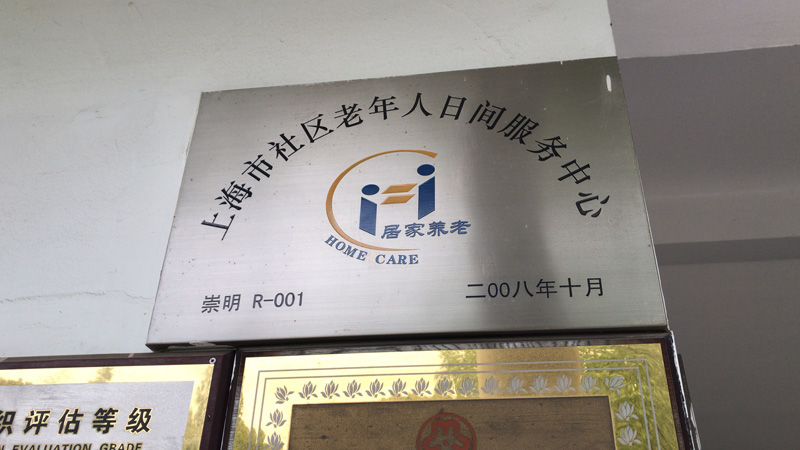 上海市社区老年人日间服务中心
居家养老
HOME CARE
崇明 R-001
二00八年十月
评估等级
EVALUATION GRADE